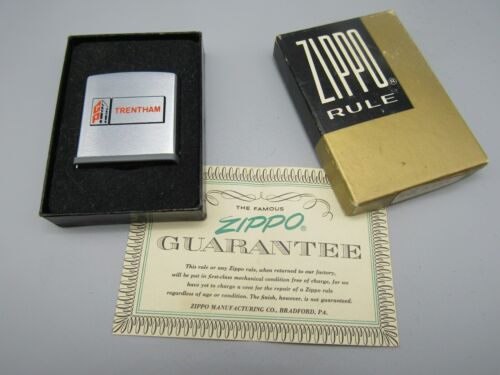 TRENTHAM
ZIPPO®
RULE
THE FAMOUS
ZIPPO®
GUARANTEE
This rule or any Zippo rule, when returned to our factory,
will be put in first-class mechanical condition free of charge, for we
have yet to charge a cent for the repair of a Zippo rule
regardless of age or condition. The finish, however, is not guaranteed.
ZIPPO MANUFACTURING CO., BRADFORD, PA.